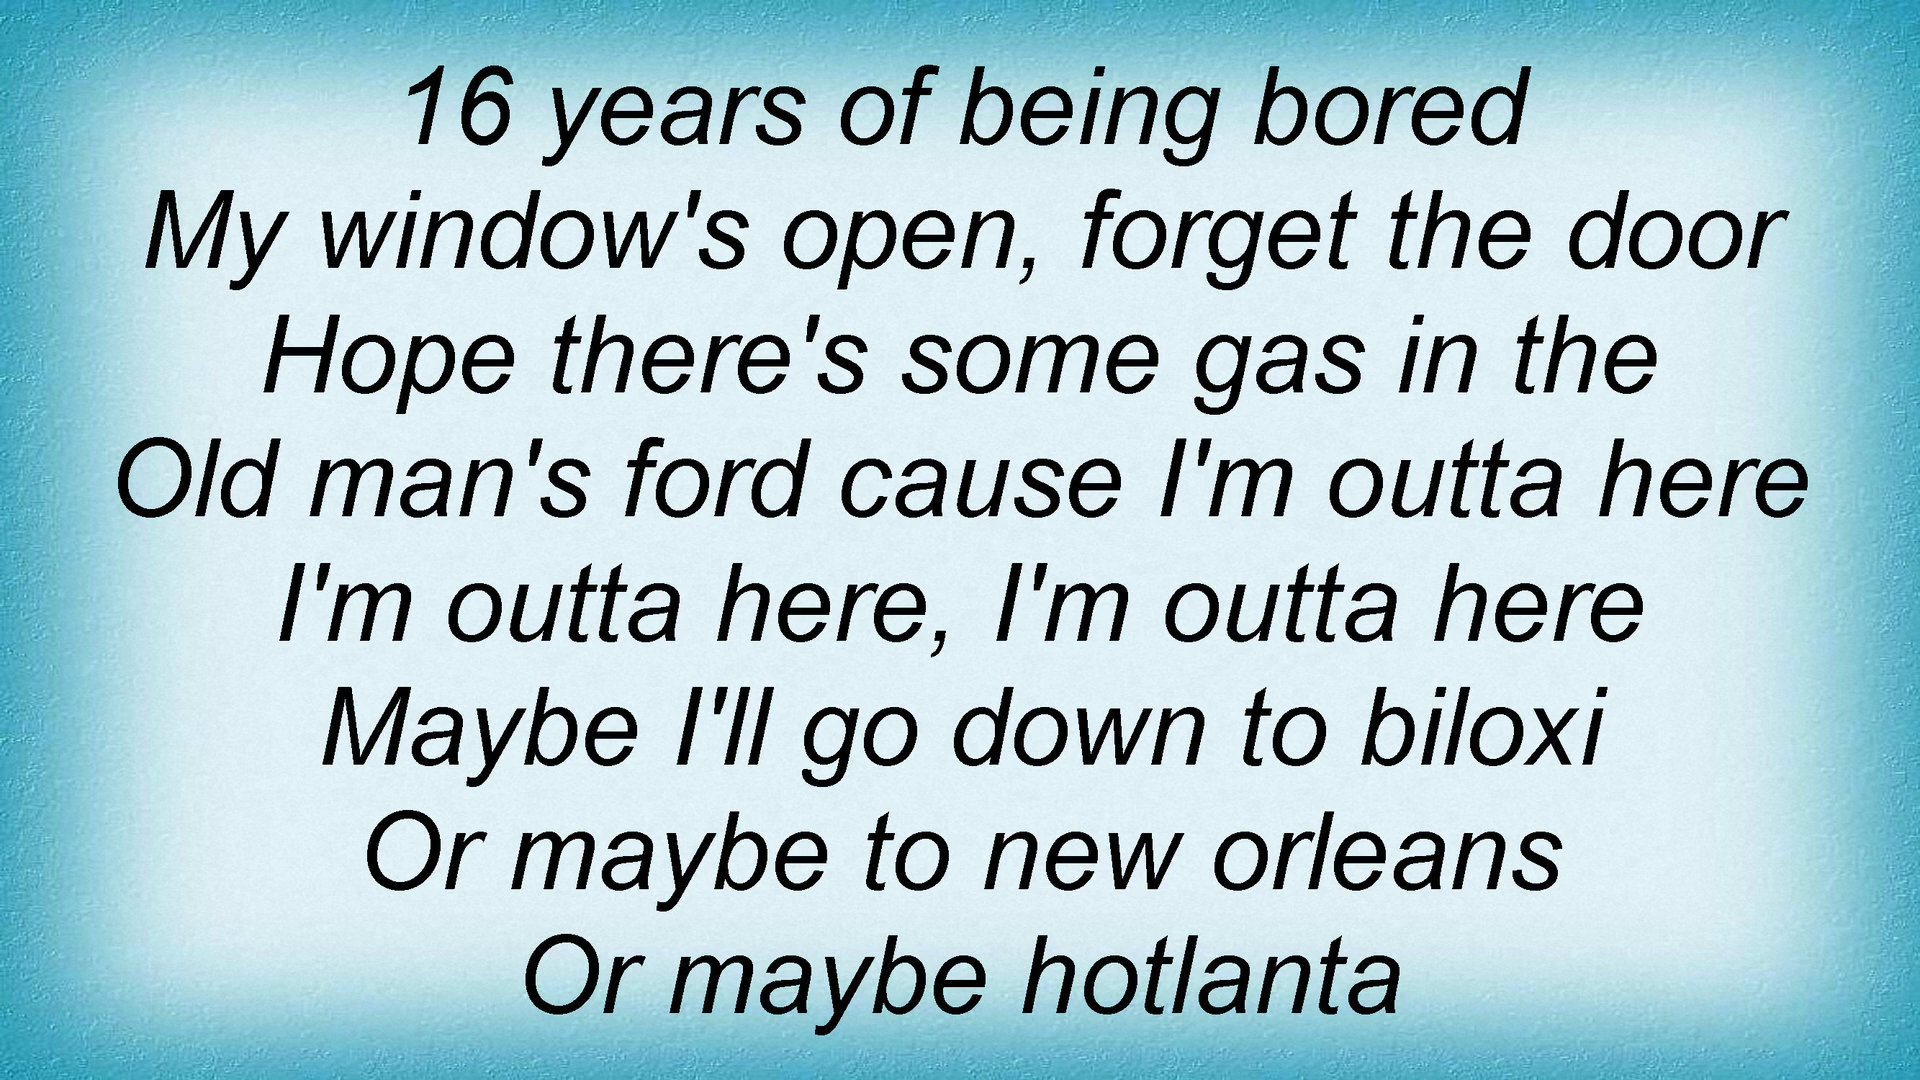 16 years of being bored
My window's open, forget the door
Hope there's some gas in the
Old man's ford cause I'm outta here
I'm outta here, I'm outta here
Maybe I'll go down to biloxi
Or maybe to new orleans
Or maybe hotlanta